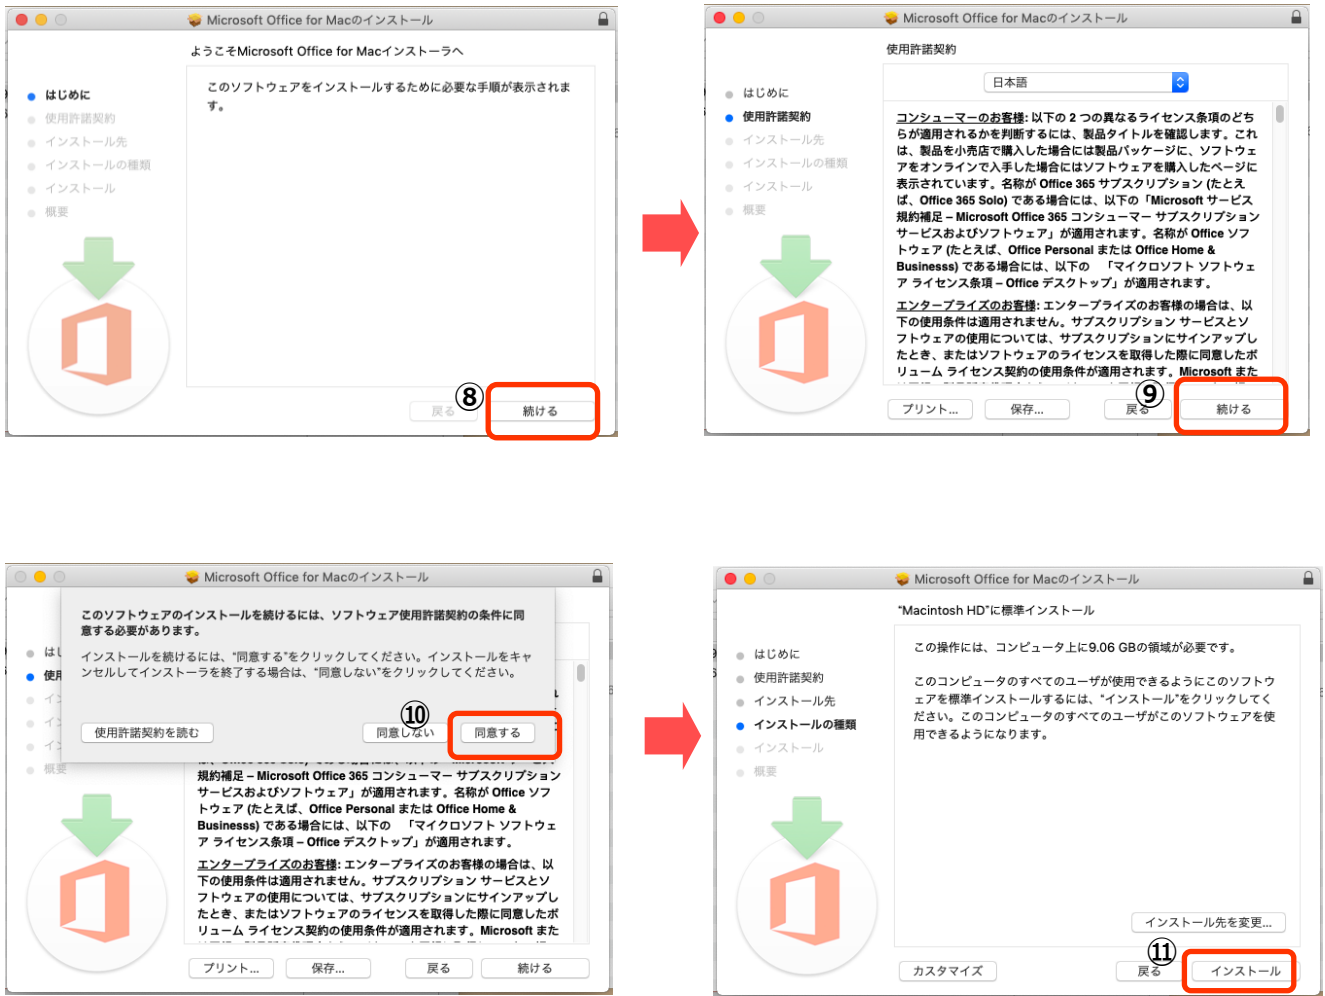 Microsoft Office for Macのインストール
ようこそMicrosoft Office for Macインストーラへ
はじめに
使用許諾契約
インストール先
インストールの種類
インストール
概要
このソフトウェアをインストールするために必要な手順が表示されま
す。
⑧
戻る
続ける
Microsoft Office for Macのインストール
使用許諾契約
はじめに
使用許諾契約
インストール先
インストールの種類
インストール
概要
日本語
コンシューマーのお客様: 以下の 2 つの異なるライセンス条項のどち
らが適用されるかを判断するには、製品タイトルを確認します。これ
は、製品を小売店で購入した場合には製品パッケージに、ソフトウェ
アをオンラインで入手した場合にはソフトウェアを購入したページに
表示されています。名称が Office 365 サブスクリプション (たとえ
ば、Office 365 Solo) である場合には、以下の「Microsoft サービス
規約補足 – Microsoft Office 365 コンシューマー サブスクリプション
サービスおよびソフトウェア」が適用されます。名称が Office ソフ
トウェア (たとえば、Office Personal または Office Home &
Businesss) である場合には、以下の 「マイクロソフト ソフトウェ
ア ライセンス条項 – Office デスクトップ」が適用されます。
エンタープライズのお客様: エンタープライズのお客様の場合は、以
下の使用条件は適用されません。サブスクリプション サービスとソ
フトウェアの使用については、サブスクリプションにサインアップし
たとき、またはソフトウェアのライセンスを取得した際に同意したボ
リューム ライセンス契約の使用条件が適用されます。Microsoft また
プリント...
保存...
戻る
⑨
続ける
Microsoft Office for Macのインストール
このソフトウェアのインストールを続けるには、ソフトウェア使用許諾契約の条件に同
意する必要があります。
インストールを続けるには、“同意する”をクリックしてください。インストールをキャ
ンセルしてインストーラを終了する場合は、“同意しない”をクリックしてください。
使用許諾契約を読む
同意しない
⑩
同意する
はじ
使用
イン
イン
イン
概要
規約補足 – Microsoft Office 365 コンシューマー サブスクリプション
サービスおよびソフトウェア」が適用されます。名称が Office ソフ
トウェア (たとえば、Office Personal または Office Home &
Businesss) である場合には、以下の 「マイクロソフト ソフトウェ
ア ライセンス条項 – Office デスクトップ」が適用されます。
エンタープライズのお客様: エンタープライズのお客様の場合は、以
下の使用条件は適用されません。サブスクリプション サービスとソ
フトウェアの使用については、サブスクリプションにサインアップし
たとき、またはソフトウェアのライセンスを取得した際に同意したボ
リューム ライセンス契約の使用条件が適用されます。Microsoft また
プリント...
保存...
戻る
続ける
Microsoft Office for Macのインストール
“Macintosh HD”に標準インストール
はじめに
使用許諾契約
インストール先
インストールの種類
インストール
概要
この操作には、コンピュータ上に9.06 GBの領域が必要です。
このコンピュータのすべてのユーザが使用できるようにこのソフトウ
ェアを標準インストールするには、“インストール”をクリックしてく
ださい。このコンピュータのすべてのユーザがこのソフトウェアを使
用できるようになります。
インストール先を変更...
カスタマイズ
戻る
⑪
インストール